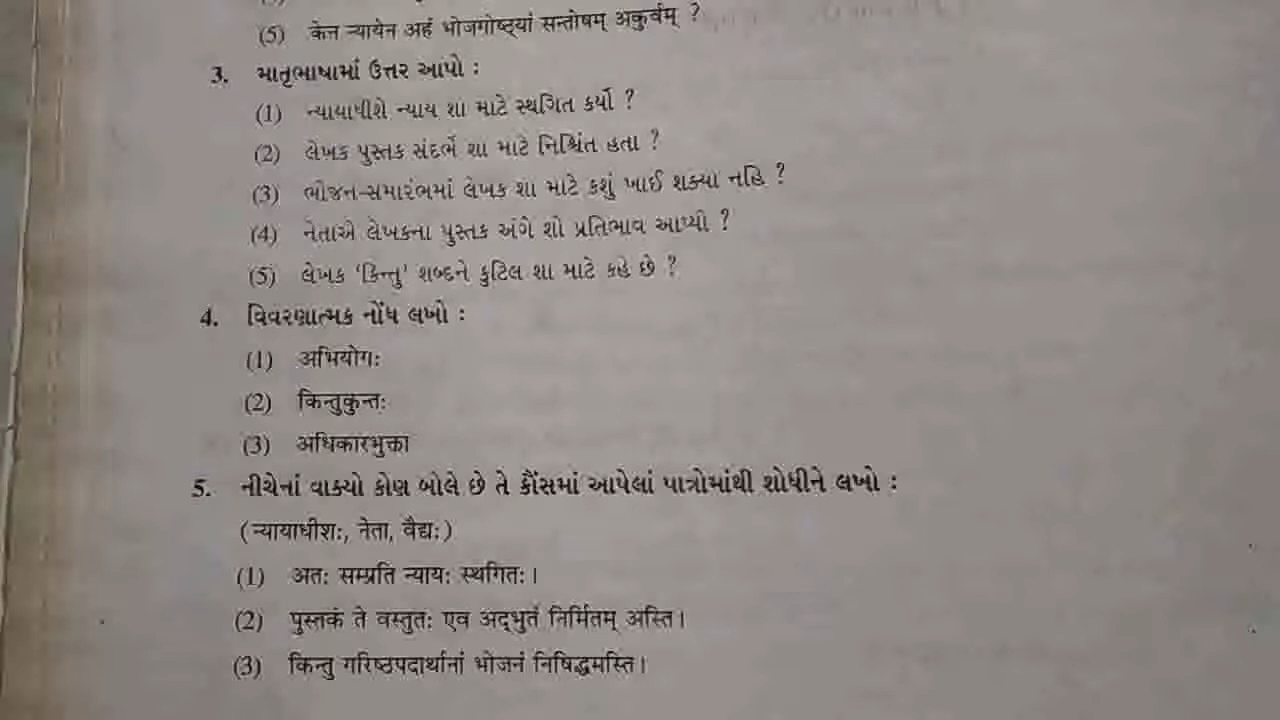 (5) केन न्यायेन अहं भोजगोष्ठ्यां सन्तोषम् अकुर्वम् ?
3. માતૃભાષામાં ઉત્તર આપો :
(1) ન્યાયાધીશે ન્યાય શા માટે સ્થગિત કર્યો ?
(2) લેખક પુસ્તક સંદર્ભે શા માટે નિશ્ચિંત હતા ?
(3) ભોજન-સમારંભમાં લેખક શા માટે કશું ખાઈ શક્યા નહિ ?
(4) નેતાએ લેખકના પુસ્તક અંગે શો પ્રતિભાવ આપ્યો ?
(5) લેખક ‘કિન્તુ’ શબ્દને કુટિલ શા માટે કહે છે ?
4. વિવરણાત્મક નોંધ લખો :
(1) अभियोगः
(2) किन्तुकुन्तः
(3) अधिकारभुक्ता
5. નીચેનાં વાક્યો કોણ બોલે છે તે કૌંસમાં આપેલાં પાત્રોમાંથી શોધીને લખો :
(न्यायाधीशः, नेता, वैद्यः)
(1) अतः सम्प्रति न्यायः स्थगितः।
(2) पुस्तकं ते वस्तुतः एव अद्भुतं निर्मितम् अस्ति।
(3) किन्तु गरिष्ठपदार्थानां भोजनं निषिद्धमस्ति।